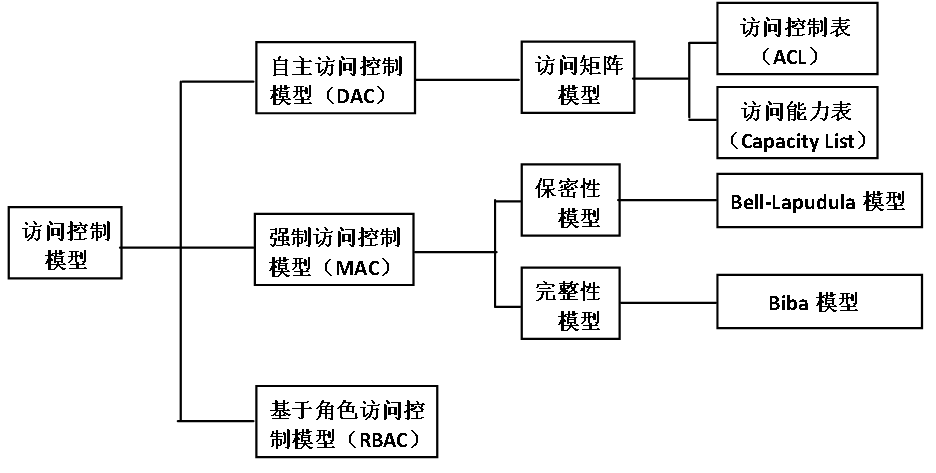 访问控制
模型
自主访问控制
模型（DAC）
访问矩阵
模型
访问控制表
（ACL）
访问能力表
（Capacity List）
强制访问控制
模型（MAC）
保密性
模型
Bell-Lapudula 模型
完整性
模型
Biba 模型
基于角色访问控
制模型（RBAC）